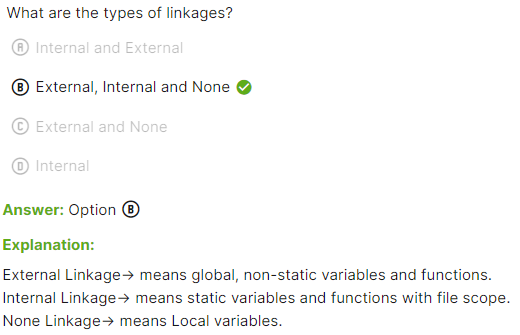 What are the types of linkages?
Ⓐ Internal and External
Ⓑ External, Internal and None
Ⓒ External and None
Ⓓ Internal
Answer: Option Ⓑ
Explanation:
External Linkage→ means global, non-static variables and functions.
Internal Linkage→ means static variables and functions with file scope.
None Linkage→ means Local variables.